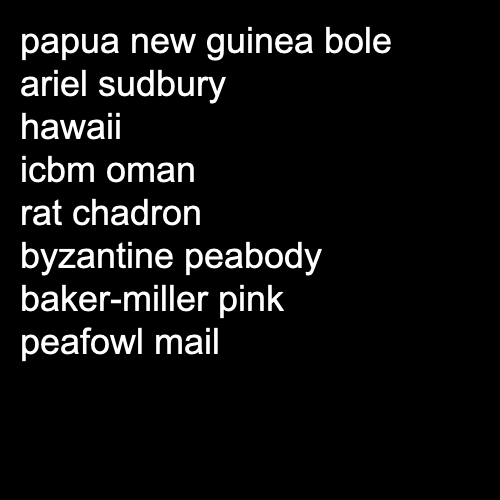 papua new guinea bole
ariel sudbury
hawaii
icbm oman
rat chadron
byzantine peabody
baker-miller pink
peafowl mail